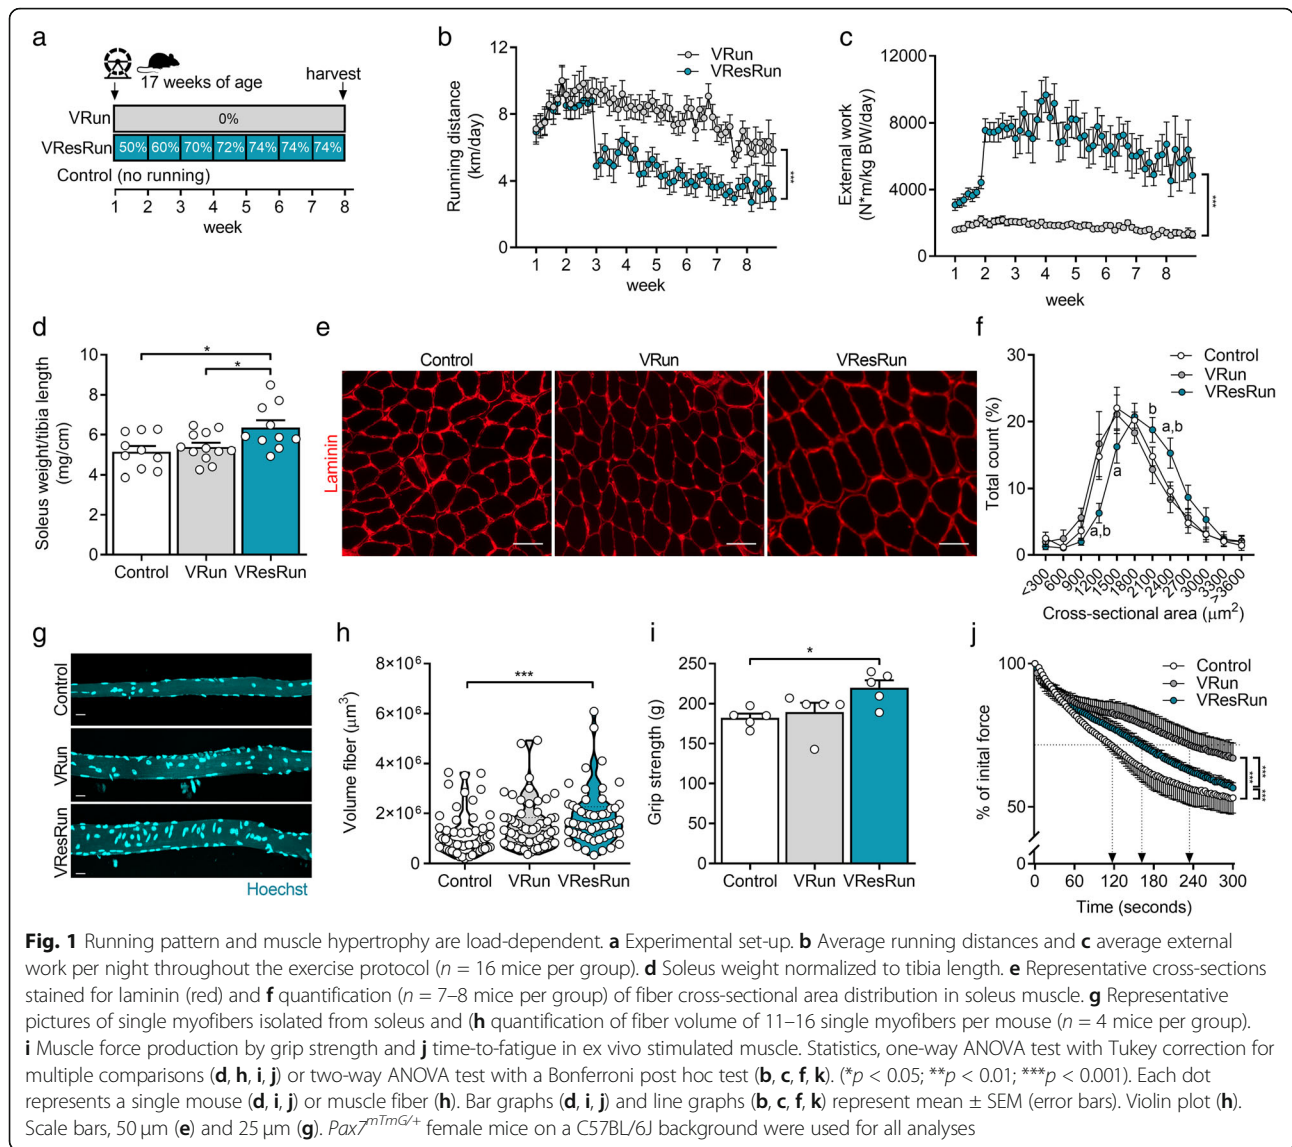 a
17 weeks of age
harvest
VRun
0%
VResRun
50% 60% 70% 72% 74% 74% 74%
Control (no running)
1 2 3 4 5 6 7 8
week
b
VRun
VResRun
Running distance
(km/day)
12
8
4
0
1 2 3 4 5 6 7 8
week
***
c
External work
(N*m/kg BW/day)
12000
8000
4000
0
1 2 3 4 5 6 7 8
week
***
d
Soleus weight/tibia length
(mg/cm)
10
8
6
4
2
0
*
*
Control VRun VResRun
e
Control VRun VResRun
Laminin
f
Control
VRun
VResRun
Total count (%)
30
20
10
0
b
a,b
a
a,b
<300 600 900 1200 1500 1800 2100 2400 2700 3000 3300 >3600
Cross-sectional area (μm²)
g
Control
VRun
VResRun
Hoechst
h
Volume fiber (μm³)
8×10⁶
6×10⁶
4×10⁶
2×10⁶
0
***
Control VRun VResRun
i
Grip strength (g)
250
200
150
100
50
0
*
Control VRun VResRun
j
Control
VRun
VResRun
% of inital force
100
50
0
***
***
***
0 60 120 180 240 300
Time (seconds)
Fig. 1 Running pattern and muscle hypertrophy are load-dependent. a Experimental set-up. b Average running distances and c average external
work per night throughout the exercise protocol (n = 16 mice per group). d Soleus weight normalized to tibia length. e Representative cross-sections
stained for laminin (red) and f quantification (n = 7–8 mice per group) of fiber cross-sectional area distribution in soleus muscle. g Representative
pictures of single myofibers isolated from soleus and (h quantification of fiber volume of 11–16 single myofibers per mouse (n = 4 mice per group).
i Muscle force production by grip strength and j time-to-fatigue in ex vivo stimulated muscle. Statistics, one-way ANOVA test with Tukey correction for
multiple comparisons (d, h, i, j) or two-way ANOVA test with a Bonferroni post hoc test (b, c, f, k). (*p < 0.05; **p < 0.01; ***p < 0.001). Each dot
represents a single mouse (d, i, j) or muscle fiber (h). Bar graphs (d, i, j) and line graphs (b, c, f, k) represent mean ± SEM (error bars). Violin plot (h).
Scale bars, 50 μm (e) and 25 μm (g). Pax7mTmG/+ female mice on a C57BL/6J background were used for all analyses